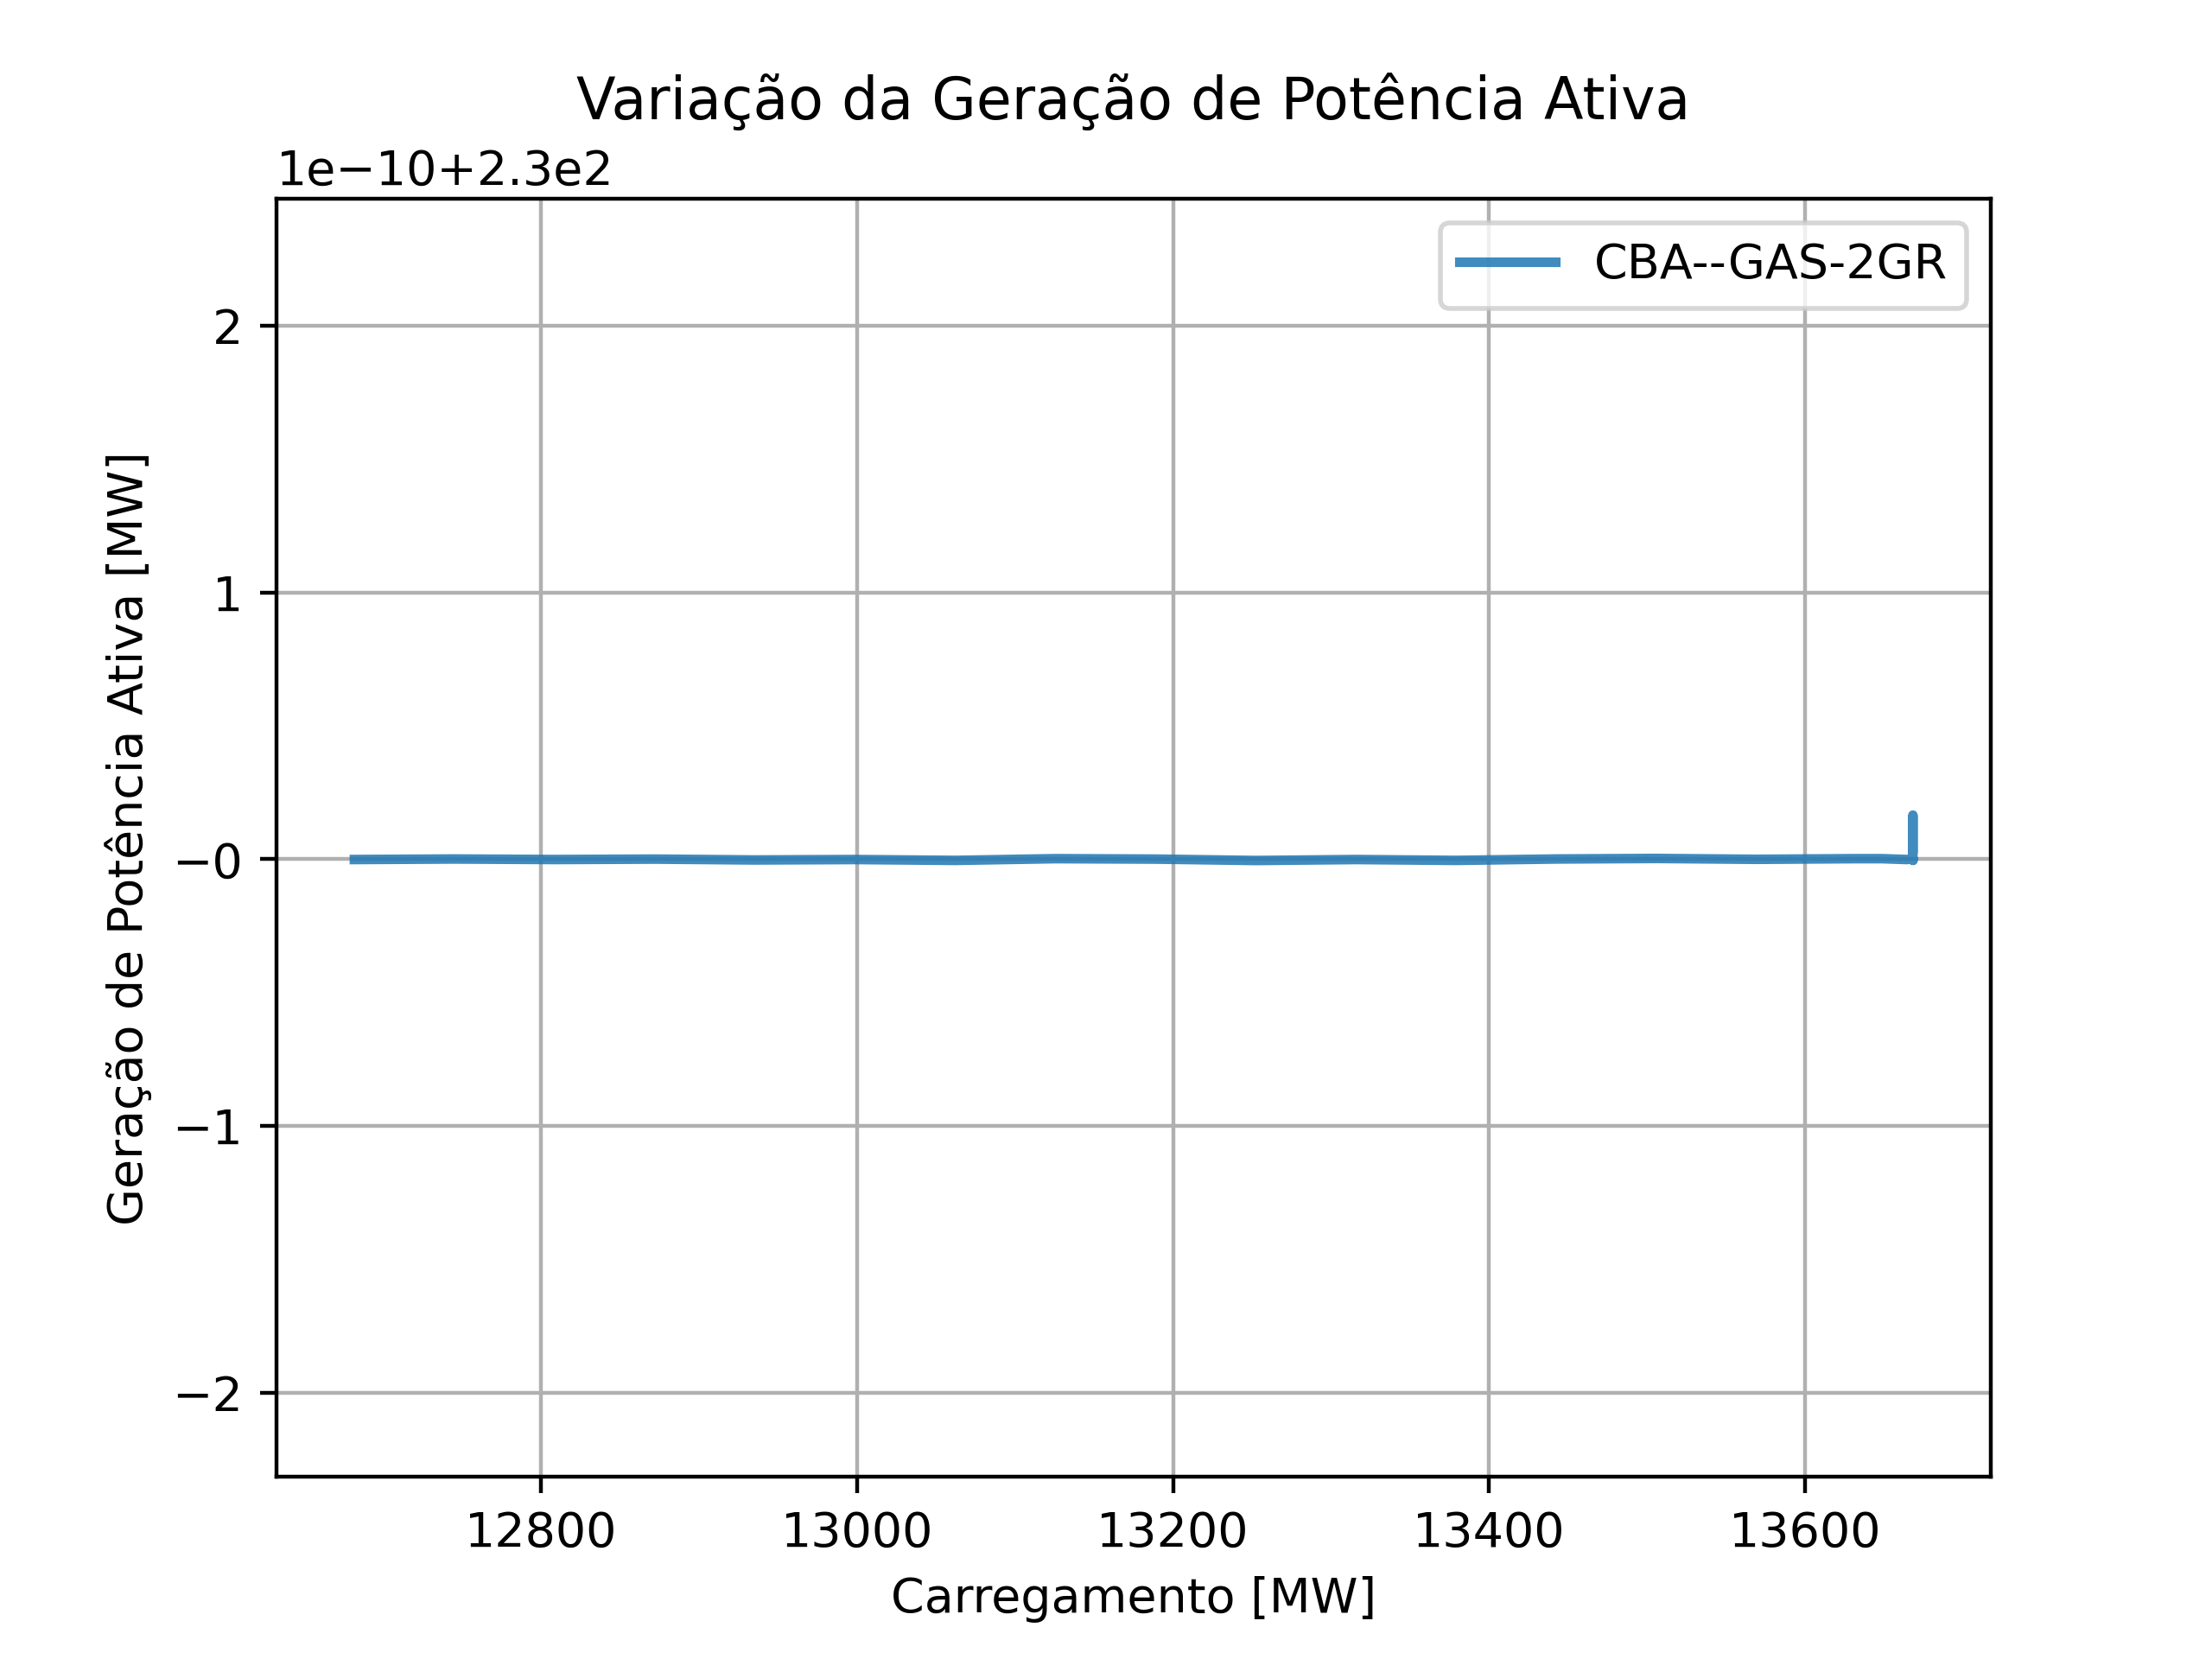 Variação da Geração de Potência Ativa
1e−10+2.3e2
CBA--GAS-2GR
2
1
−0
−1
−2
Geração de Potência Ativa [MW]
12800 13000 13200 13400 13600
Carregamento [MW]